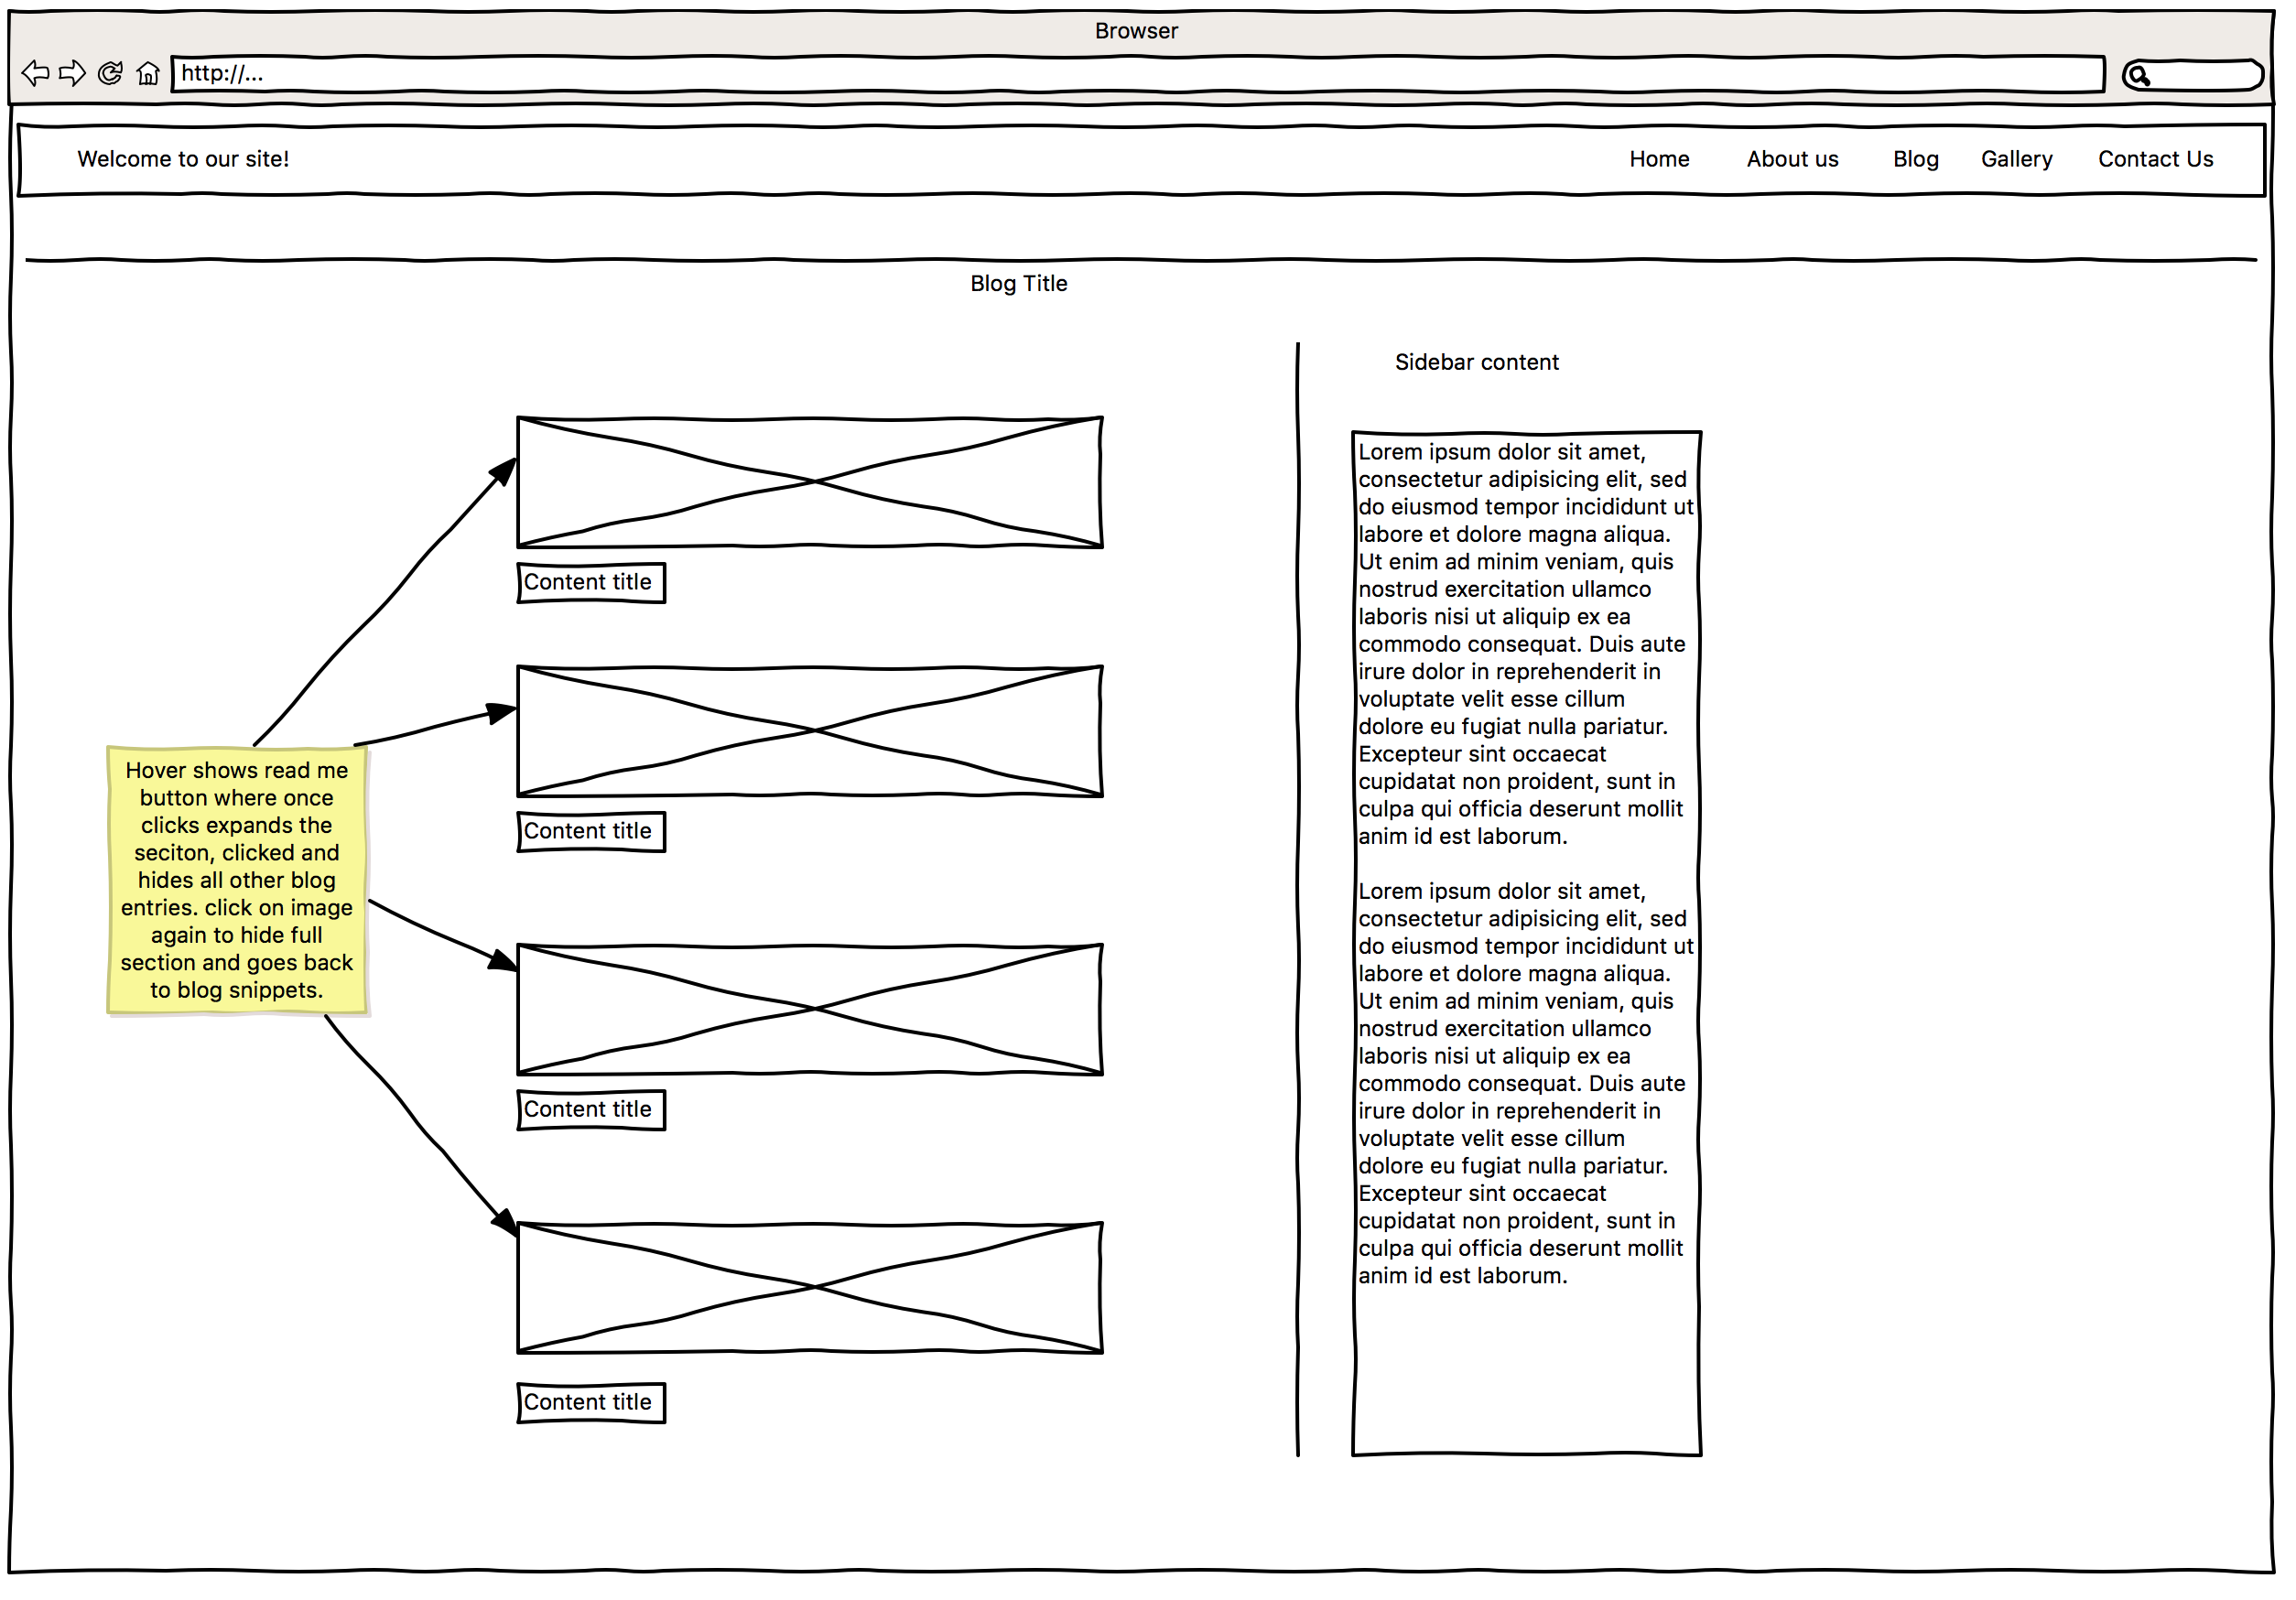 Browser
http://...
Welcome to our site!
Home
About us
Blog
Gallery
Contact Us
Blog Title
Hover shows read me
button where once
clicks expands the
seciton, clicked and
hides all other blog
entries. click on image
again to hide full
section and goes back
to blog snippets.
Content title
Content title
Content title
Content title
Sidebar content
Lorem ipsum dolor sit amet,
consectetur adipisicing elit, sed
do eiusmod tempor incididunt ut
labore et dolore magna aliqua.
Ut enim ad minim veniam, quis
nostrud exercitation ullamco
laboris nisi ut aliquip ex ea
commodo consequat. Duis aute
irure dolor in reprehenderit in
voluptate velit esse cillum
dolore eu fugiat nulla pariatur.
Excepteur sint occaecat
cupidatat non proident, sunt in
culpa qui officia deserunt mollit
anim id est laborum.
Lorem ipsum dolor sit amet,
consectetur adipisicing elit, sed
do eiusmod tempor incididunt ut
labore et dolore magna aliqua.
Ut enim ad minim veniam, quis
nostrud exercitation ullamco
laboris nisi ut aliquip ex ea
commodo consequat. Duis aute
irure dolor in reprehenderit in
voluptate velit esse cillum
dolore eu fugiat nulla pariatur.
Excepteur sint occaecat
cupidatat non proident, sunt in
culpa qui officia deserunt mollit
anim id est laborum.